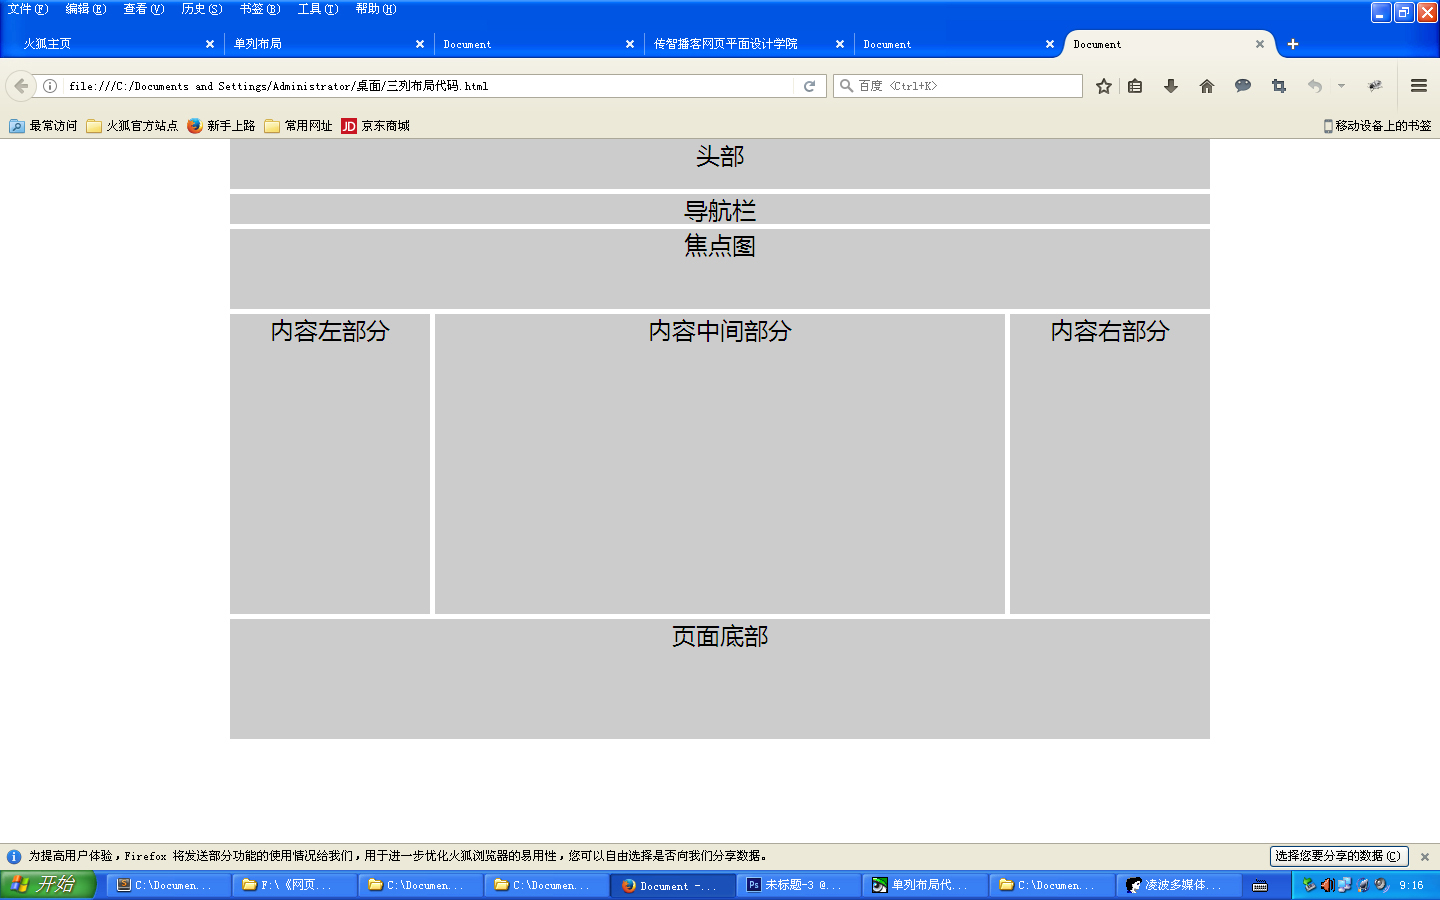 文件(F) 编辑(E) 查看(V) 历史(S) 书签(B) 工具(T) 帮助(H)
火狐主页 单列布局 Document 传智播客网页平面设计学院 Document Document
file:///C:/Documents and Settings/Administrator/桌面/三列布局代码.html 百度 <Ctrl+K>
最常访问 火狐官方站点 新手上路 常用网址 JD 京东商城 移动设备上的书签
头部
导航栏
焦点图
内容左部分 内容中间部分 内容右部分
页面底部
为提高用户体验，Firefox 将发送部分功能的使用情况给我们，用于进一步优化火狐浏览器的易用性，您可以自由选择是否向我们分享数据。 选择您要分享的数据(C)
开始 C:\Documen... F:\《网页... C:\Documen... C:\Documen... Document -... Ps 未标题-3 @... 单列布局代... C:\Documen... 凌波多媒体... 9:16